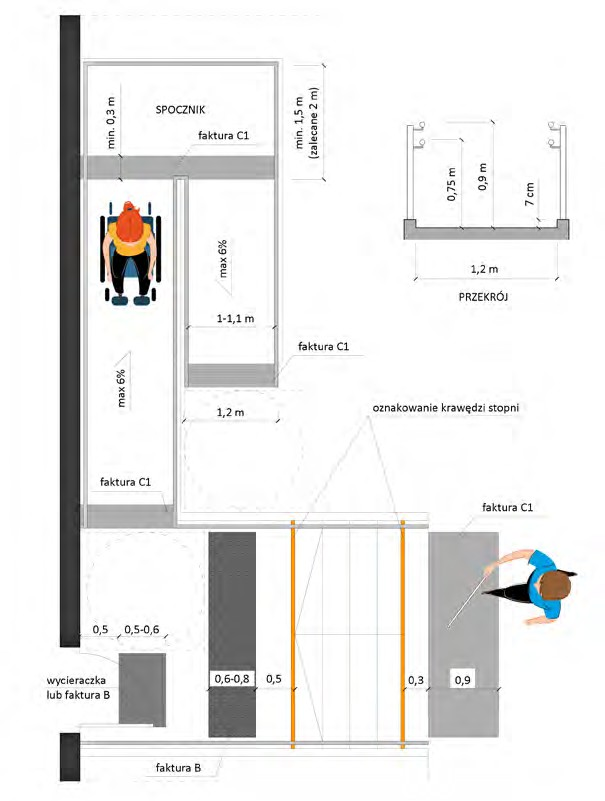 min. 0,3 m
SPOCZNIK
faktura C1
min. 1,5 m
(zalecane 2 m)
0,75 m
0,9 m
7 cm
1,2 m
PRZEKRÓJ
max 6%
1-1,1 m
faktura C1
max 6%
1,2 m
oznakowanie krawędzi stopni
faktura C1
faktura C1
0,5
0,5-0,6
wycieraczka
lub faktura B
0,6-0,8
0,5
0,3
0,9
faktura B